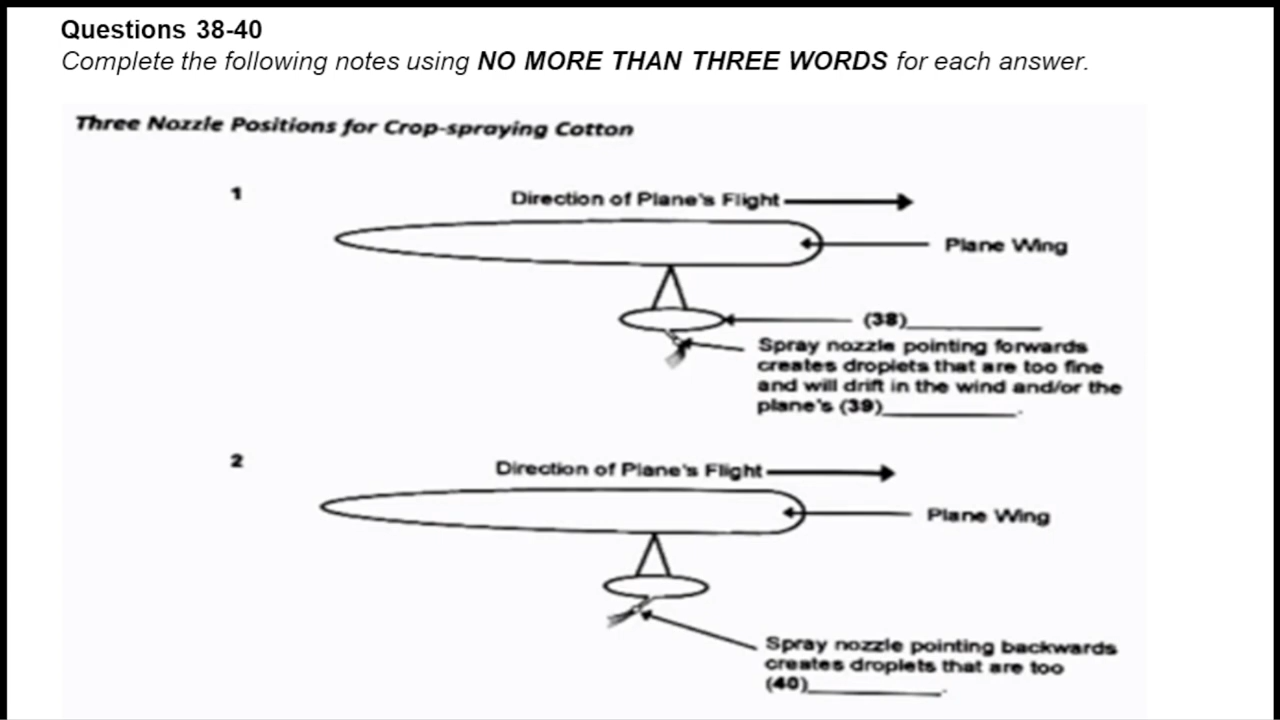 Questions 38-40
Complete the following notes using NO MORE THAN THREE WORDS for each answer.
Three Nozzle Positions for Crop-spraying Cotton
1
Direction of Plane's Flight
Plane Wing
(38)____________
Spray nozzle pointing forwards
creates droplets that are too fine
and will drift in the wind and/or the
plane's (39)____________.
2
Direction of Plane's Flight
Plane Wing
Spray nozzle pointing backwards
creates droplets that are too
(40)____________.